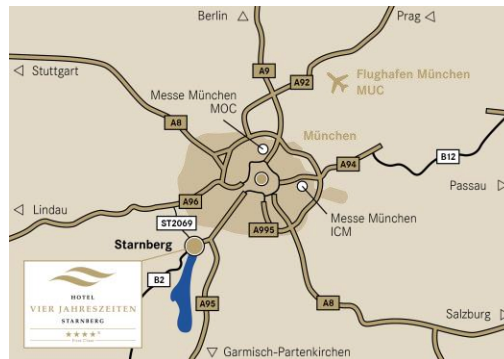 Berlin
Prag
Stuttgart
A9
A92
Flughafen München
MUC
Messe München
MOC
A8
München
A94
B12
Passau
A96
Lindau
ST2069
Messe München
ICM
Starnberg
A995
B2
HOTEL
VIER JAHRESZEITEN
STARNBERG
A95
A8
Salzburg
Garmisch-Partenkirchen